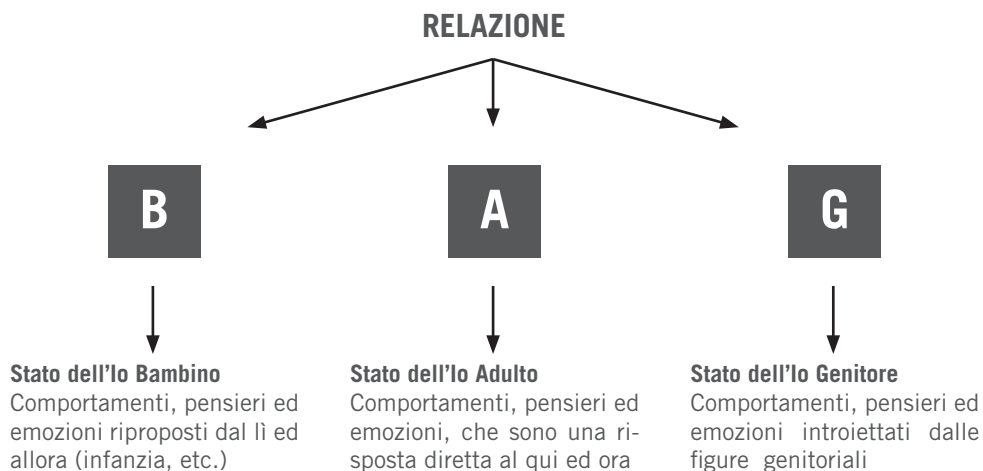 RELAZIONE
B
A
G
Stato dell'Io Bambino
Comportamenti, pensieri ed
emozioni riproposti dal lì ed
allora (infanzia, etc.)
Stato dell'Io Adulto
Comportamenti, pensieri ed
emozioni, che sono una ri-
sposta diretta al qui ed ora
Stato dell'Io Genitore
Comportamenti, pensieri ed
emozioni introiettati dalle
figure genitoriali